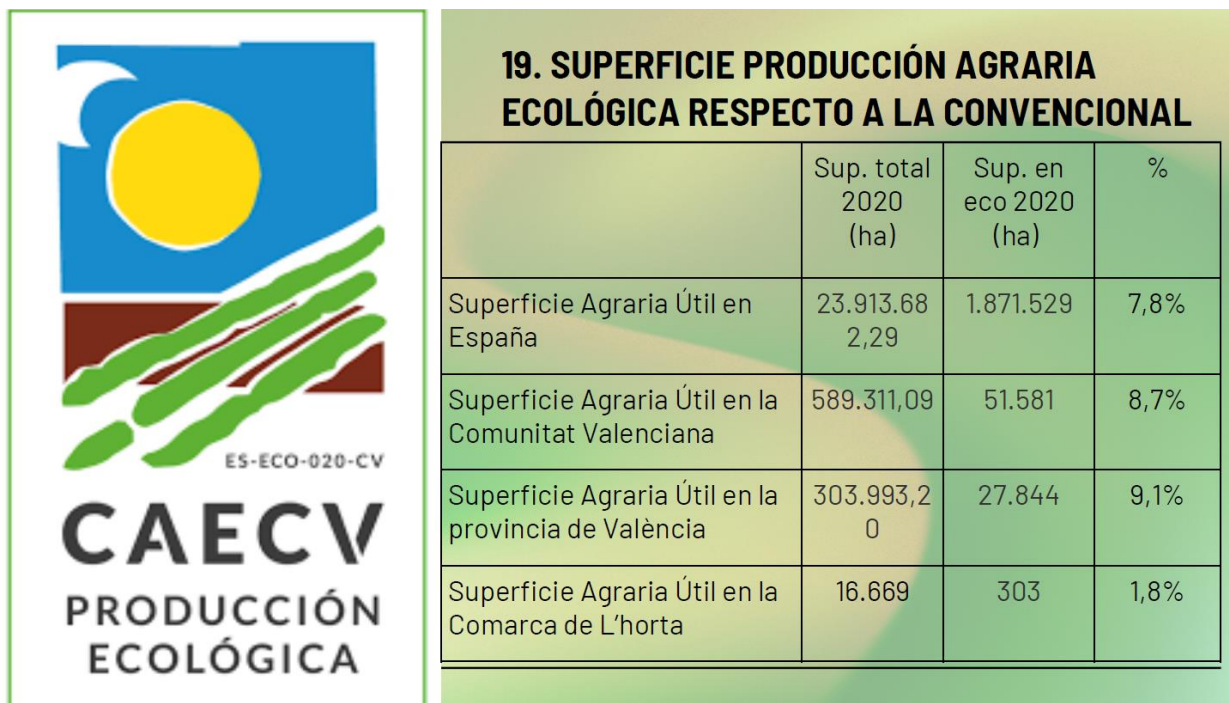 ES-ECO-020-CV
CAECV
PRODUCCIÓN
ECOLÓGICA
19. SUPERFICIE PRODUCCIÓN AGRARIA
ECOLÓGICA RESPECTO A LA CONVENCIONAL
Sup. total
2020
(ha)
Sup. en
eco 2020
(ha)
%
Superficie Agraria Útil en
España
23.913.68
2,29
1.871.529
7,8%
Superficie Agraria Útil en la
Comunitat Valenciana
589.311,09
51.581
8,7%
Superficie Agraria Útil en la
provincia de València
303.993,2
0
27.844
9,1%
Superficie Agraria Útil en la
Comarca de L'horta
16.669
303
1,8%